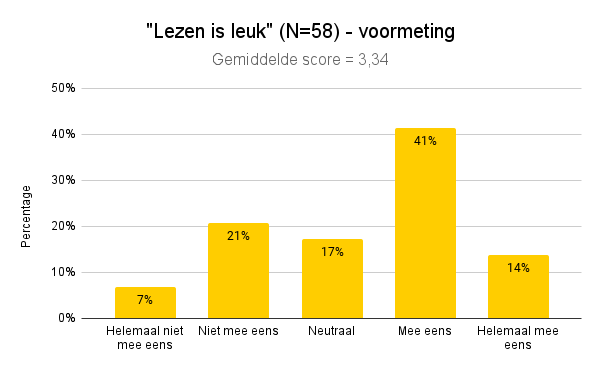 "Lezen is leuk" (N=58) - voormeting
Gemiddelde score = 3,34
Percentage
50%
40%
30%
20%
10%
0%
7%
21%
17%
41%
14%
Helemaal niet
mee eens
Niet mee eens
Neutraal
Mee eens
Helemaal mee
eens